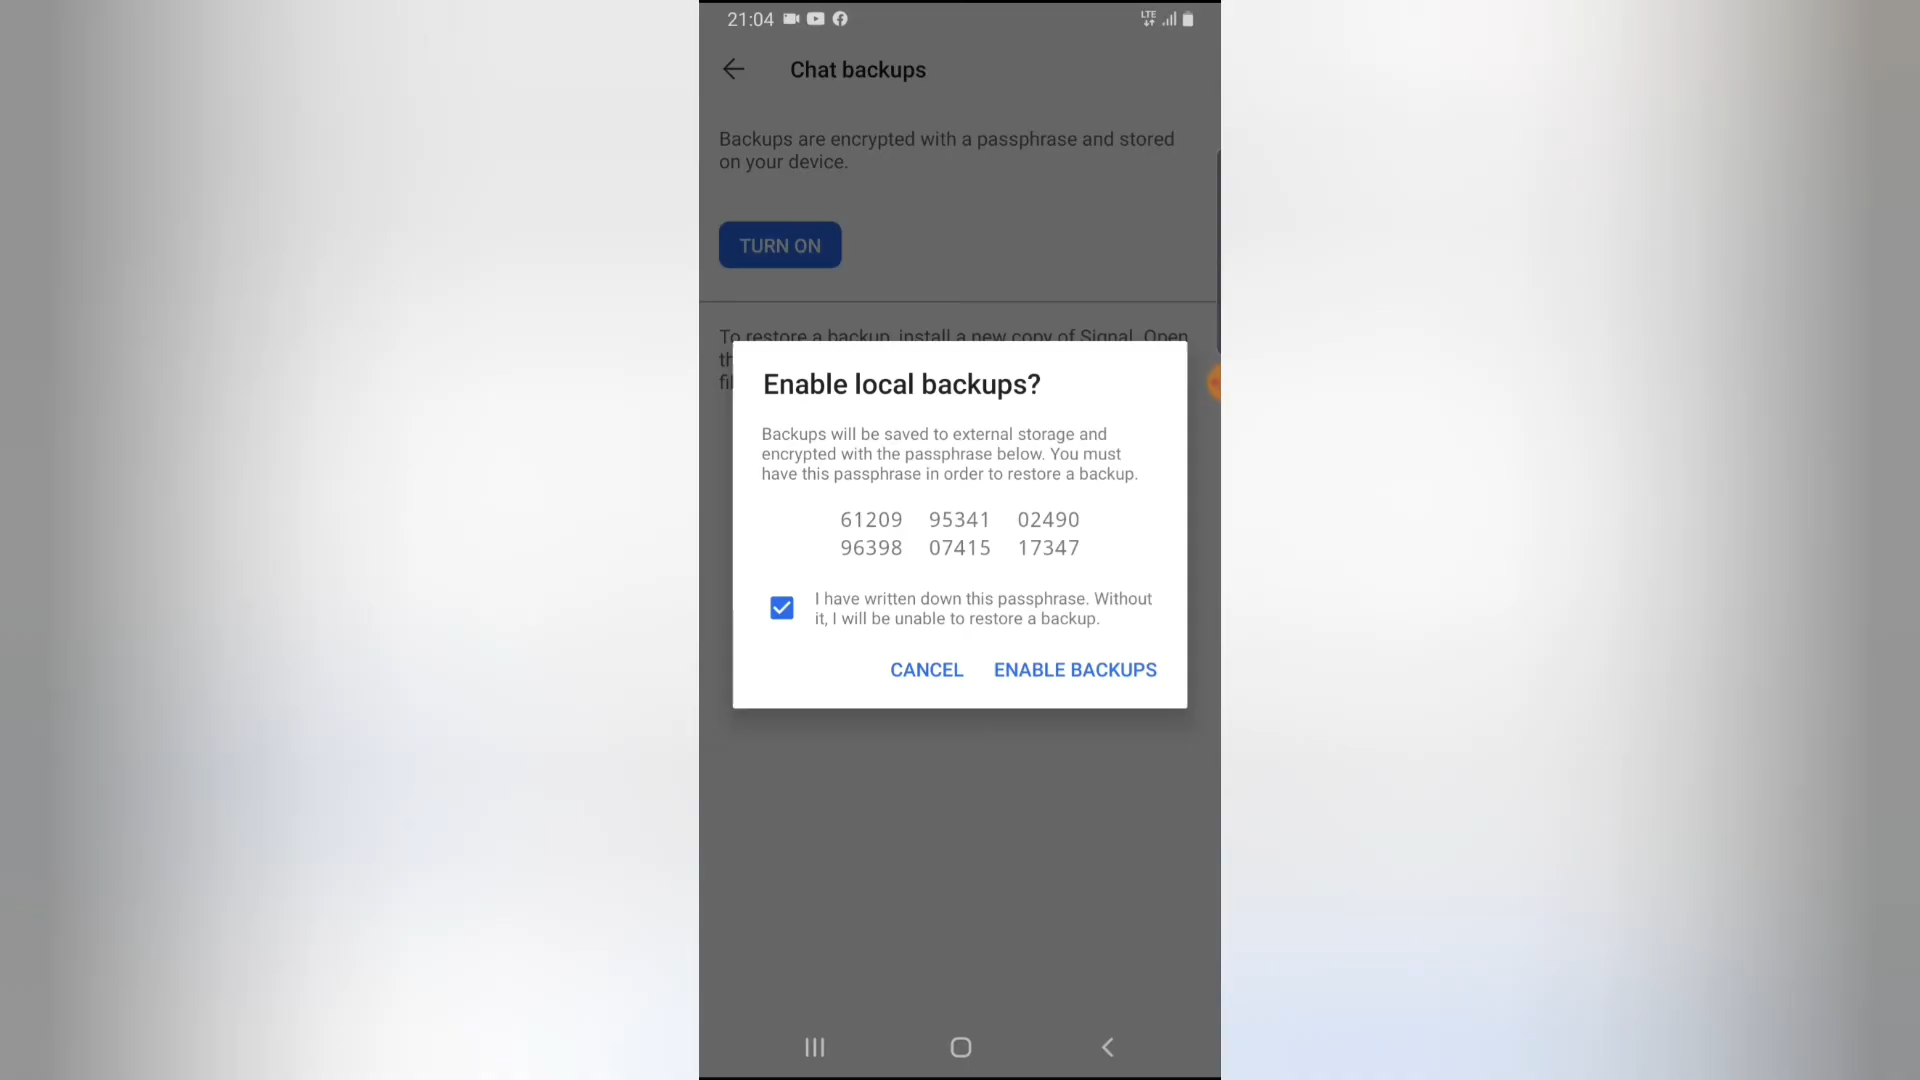 21:04
LTE
Chat backups
Backups are encrypted with a passphrase and stored
on your device.
TURN ON
To restore a backup, install a new copy of Signal. Open
th
fil
Enable local backups?
Backups will be saved to external storage and
encrypted with the passphrase below. You must
have this passphrase in order to restore a backup.
61209 95341 02490
96398 07415 17347
I have written down this passphrase. Without
it, I will be unable to restore a backup.
CANCEL ENABLE BACKUPS